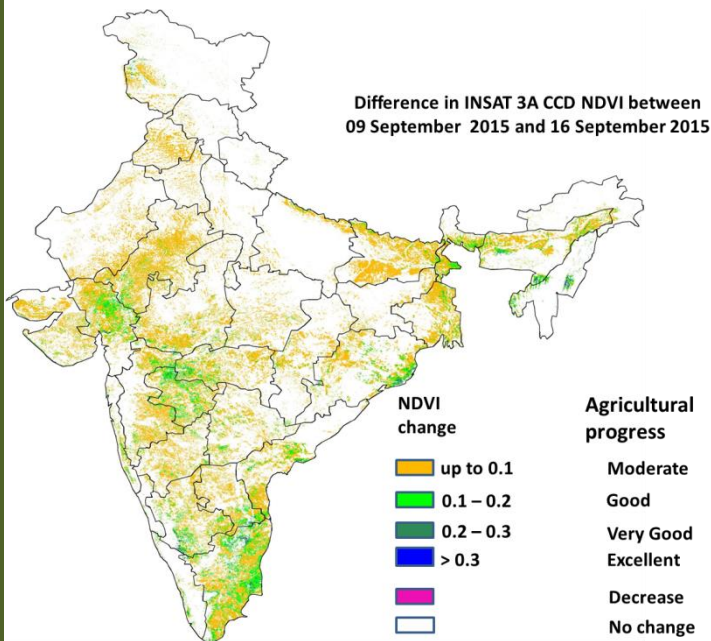 Difference in INSAT 3A CCD NDVI between
09 September 2015 and 16 September 2015
NDVI
change
Agricultural
progress
up to 0.1 Moderate
0.1 – 0.2 Good
0.2 – 0.3 Very Good
> 0.3 Excellent
Decrease
No change